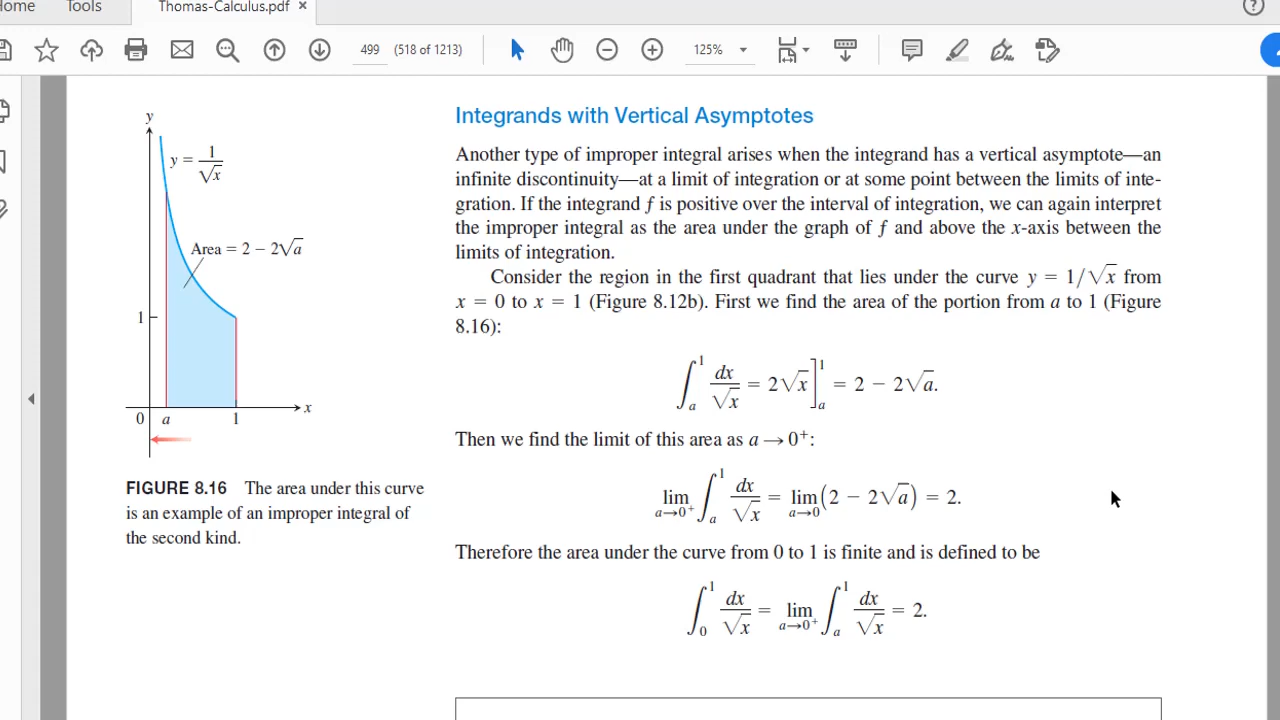 Home Tools Thomas-Calculus.pdf ×
499 (518 of 1213) 125%
y
y = 1/√x
Area = 2 − 2√a
1
0 a 1 x
FIGURE 8.16 The area under this curve
is an example of an improper integral of
the second kind.
Integrands with Vertical Asymptotes
Another type of improper integral arises when the integrand has a vertical asymptote—an
infinite discontinuity—at a limit of integration or at some point between the limits of inte-
gration. If the integrand f is positive over the interval of integration, we can again interpret
the improper integral as the area under the graph of f and above the x-axis between the
limits of integration.
Consider the region in the first quadrant that lies under the curve y = 1/√x from
x = 0 to x = 1 (Figure 8.12b). First we find the area of the portion from a to 1 (Figure
8.16):
∫_a^1 dx/√x = 2√x]_a^1 = 2 − 2√a.
Then we find the limit of this area as a → 0⁺:
lim_{a→0⁺} ∫_a^1 dx/√x = lim_{a→0} (2 − 2√a) = 2.
Therefore the area under the curve from 0 to 1 is finite and is defined to be
∫_0^1 dx/√x = lim_{a→0⁺} ∫_a^1 dx/√x = 2.